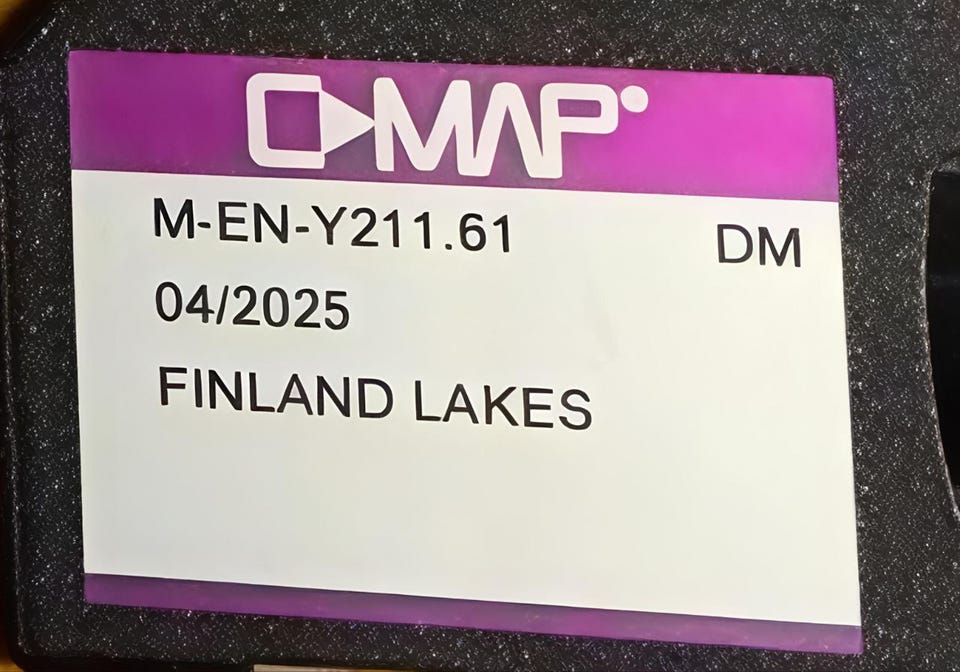 C-MAP
M-EN-Y211.61 DM
04/2025
FINLAND LAKES